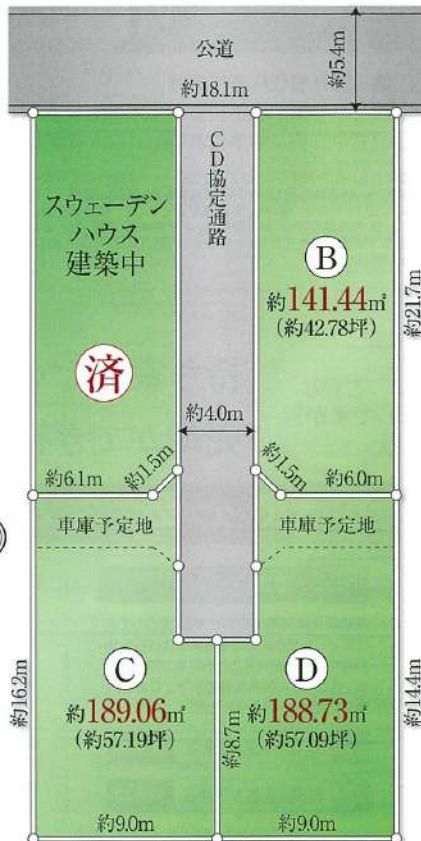 公道
約5.4m
約18.1m
CD協定通路
スウェーデン
ハウス
建築中
済
B
約141.44㎡
(約42.78坪)
約21.7m
約4.0m
約6.1m
約1.5m
約1.5m
約6.0m
車庫予定地
車庫予定地
C
約189.06㎡
(約57.19坪)
D
約188.73㎡
(約57.09坪)
約16.2m
約8.7m
約14.4m
約9.0m
約9.0m